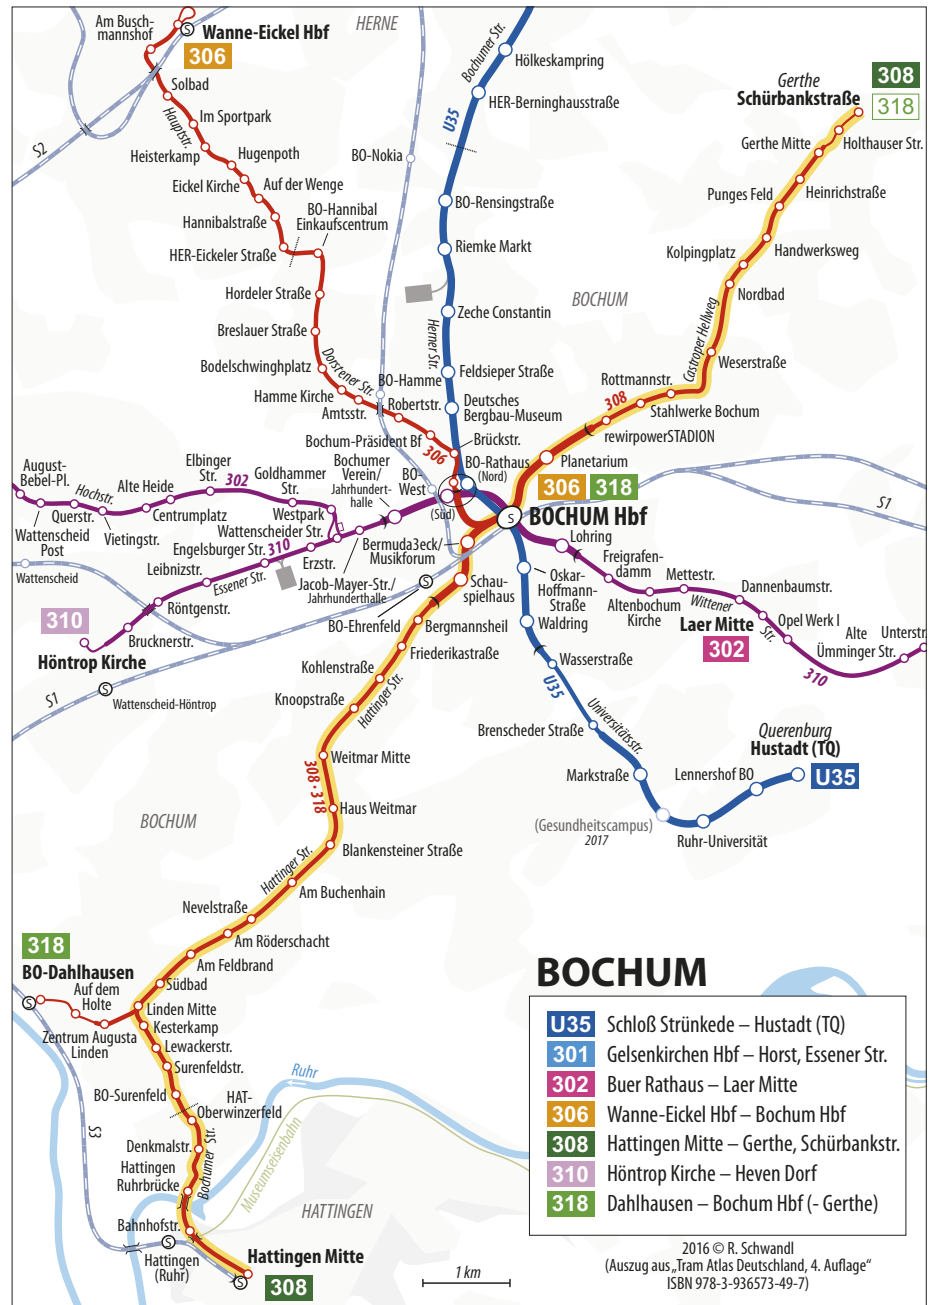 Am Busch-
mannshof
Wanne-Eickel Hbf
306
HERNE
Bochumer Str.
Hölkeskampring
Gerthe
Schürbankstraße
308
318
S2
Solbad
Hauptstr.
Im Sportpark
Heisterkamp
Hugenpoth
Eickel Kirche
Auf der Wenge
Hannibalstraße
BO-Hannibal
Einkaufscentrum
HER-Eickeler Straße
Hordeler Straße
Breslauer Straße
Bodelschwinghplatz
Dorstener Str.
Hamme Kirche
Amtsstr.
BO-Nokia
U35
HER-Berninghausstraße
BO-Rensingstraße
Riemke Markt
BOCHUM
Zeche Constantin
Herner Str.
BO-Hamme
Feldsieper Straße
Robertstr.
Deutsches
Bergbau-Museum
Bochum-Präsident Bf
306
Brückstr.
Gerthe Mitte
Holthauser Str.
Punges Feld
Heinrichstraße
Kolpingplatz
Handwerksweg
Nordbad
Castroper Hellweg
Weserstraße
Rottmannstr.
308
Stahlwerke Bochum
rewirpowerSTADION
Planetarium
306
318
BOCHUM Hbf
S
S1
BO-Rathaus
(Nord)
(Süd)
BO-
West
Bochumer
Verein/
Jahrhundert-
halle
August-
Bebel-Pl.
Hochstr.
Alte Heide
Elbinger
Str.
302
Goldhammer
Str.
Wattenscheid
Post
Querstr.
Vietingstr.
Centrumplatz
Westpark
Wattenscheider Str.
Engelsburger Str.
310
Leibnizstr.
Essener Str.
Erzstr.
Jacob-Mayer-Str./
Jahrhunderthalle
Wattenscheid
310
Röntgenstr.
Brucknerstr.
Höntrop Kirche
S1
S
Wattenscheid-Höntrop
Bermuda3eck/
Musikforum
S
BO-Ehrenfeld
Schau-
spielhaus
Bergmannsheil
Friederikastraße
Kohlenstraße
Hattinger Str.
Knoopstraße
Weitmar Mitte
308 · 318
Haus Weitmar
Blankensteiner Straße
Hattinger Str.
Am Buchenhain
Nevelstraße
Am Röderschacht
Am Feldbrand
Südbad
BOCHUM
Lohring
Freigrafen-
damm
Mettestr.
Dannenbaumstr.
Altenbochum
Kirche
Wittener
Str.
Laer Mitte
302
Opel Werk I
Alte
Ümminger Str.
Unterstr.
310
Oskar-
Hoffmann-
Straße
Waldring
Wasserstraße
U35
Universitätsstr.
Brenscheder Straße
Markstraße
(Gesundheitscampus)
2017
Ruhr-Universität
Lennershof BO
Querenburg
Hustadt (TQ)
U35
318
BO-Dahlhausen
S
Auf dem
Holte
Zentrum Augusta
Linden
Linden Mitte
Kesterkamp
Lewackerstr.
Surenfeldstr.
BO-Surenfeld
HAT-
Oberwinzerfeld
Denkmalstr.
Bochumer Str.
Hattingen
Ruhrbrücke
S3
Ruhr
Museumseisenbahn
Bahnhofstr.
S
Hattingen
(Ruhr)
HATTINGEN
Hattingen Mitte
S
308
1 km
BOCHUM
U35 Schloß Strünkede – Hustadt (TQ)
301 Gelsenkirchen Hbf – Horst, Essener Str.
302 Buer Rathaus – Laer Mitte
306 Wanne-Eickel Hbf – Bochum Hbf
308 Hattingen Mitte – Gerthe, Schürbankstr.
310 Höntrop Kirche – Heven Dorf
318 Dahlhausen – Bochum Hbf (- Gerthe)
2016 © R. Schwandl
(Auszug aus „Tram Atlas Deutschland, 4. Auflage“
ISBN 978-3-936573-49-7)